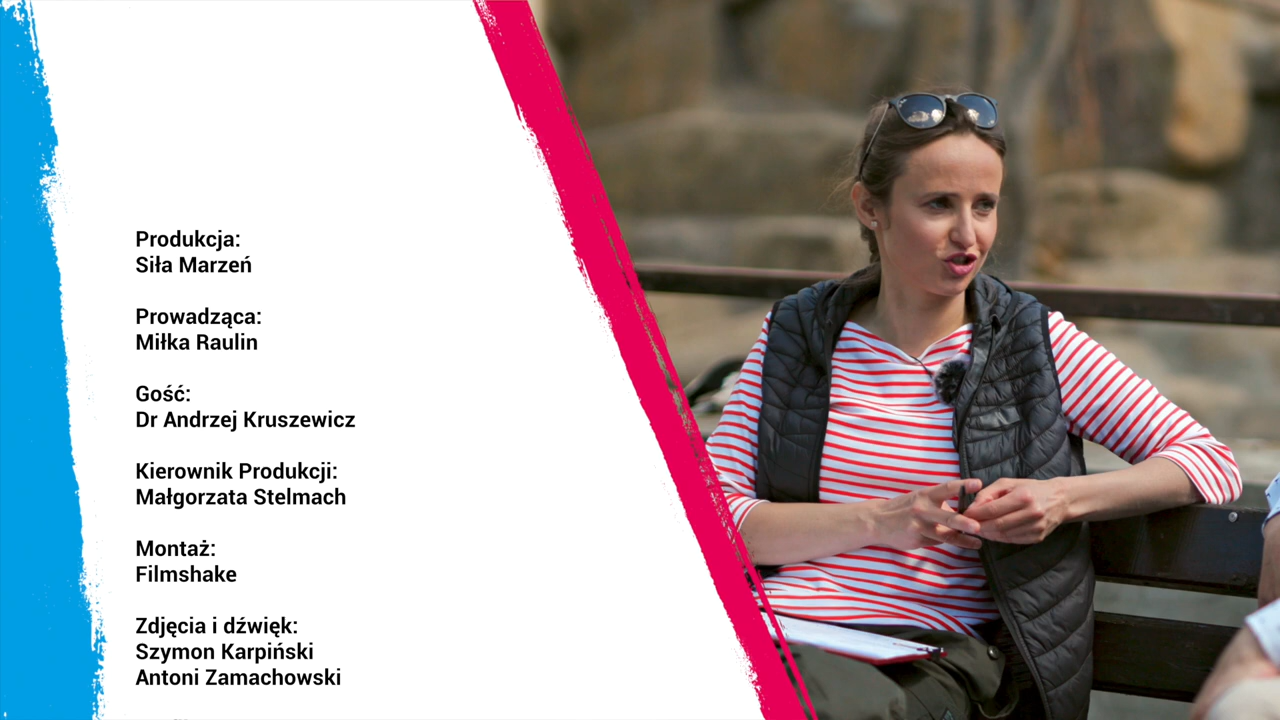 Produkcja:
Siła Marzeń
Prowadząca:
Miłka Raulin
Gość:
Dr Andrzej Kruszewicz
Kierownik Produkcji:
Małgorzata Stelmach
Montaż:
Filmshake
Zdjęcia i dźwięk:
Szymon Karpiński
Antoni Zamachowski